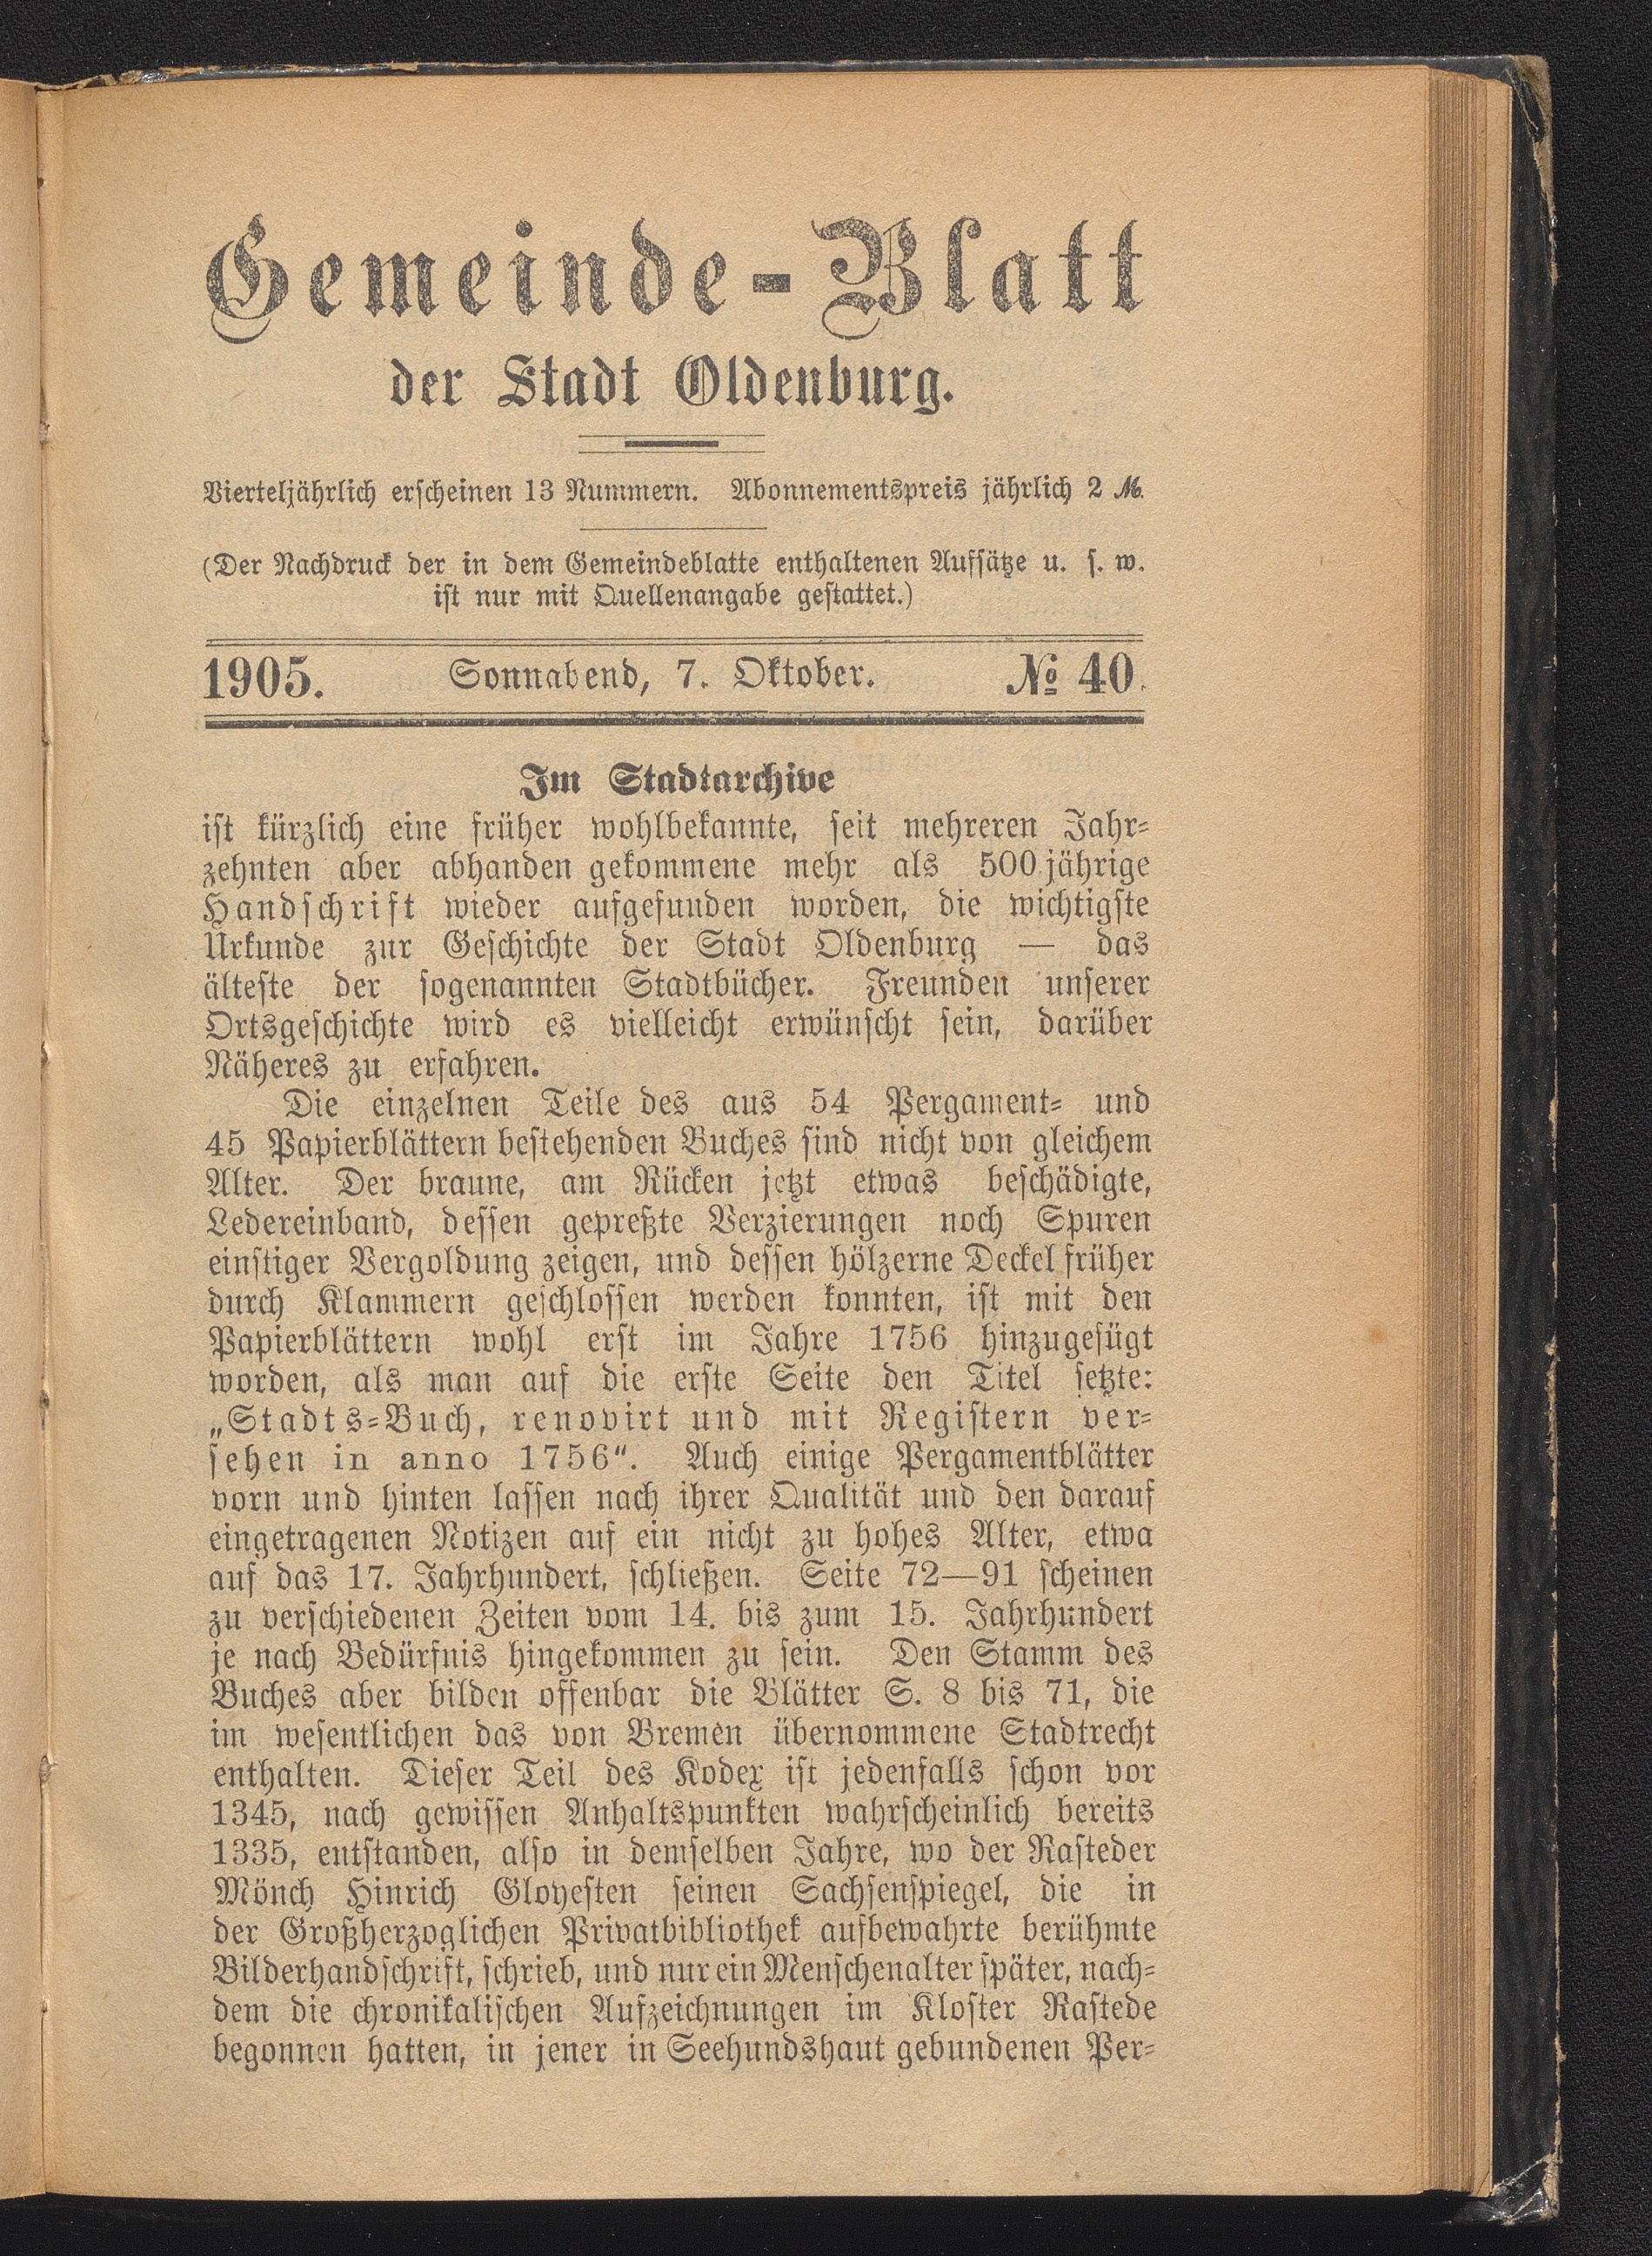 Gemeinde-Blatt
der Stadt Oldenburg.
Vierteljährlich erscheinen 13 Nummern. Abonnementspreis jährlich 2 ℳ.
(Der Nachdruck der in dem Gemeindeblatte enthaltenen Aufsätze u. s. w.
ist nur mit Quellenangabe gestattet.)
1905. Sonnabend, 7. Oktober. № 40.
Im Stadtarchive
ist kürzlich eine früher wohlbekannte, seit mehreren Jahr-
zehnten aber abhanden gekommene mehr als 500 jährige
Handschrift wieder aufgefunden worden, die wichtigste
Urkunde zur Geschichte der Stadt Oldenburg — das
älteste der sogenannten Stadtbücher. Freunden unserer
Ortsgeschichte wird es vielleicht erwünscht sein, darüber
Näheres zu erfahren.
Die einzelnen Teile des aus 54 Pergament- und
45 Papierblättern bestehenden Buches sind nicht von gleichem
Alter. Der braune, am Rücken jetzt etwas beschädigte,
Ledereinband, dessen gepreßte Verzierungen noch Spuren
einstiger Vergoldung zeigen, und dessen hölzerne Deckel früher
durch Klammern geschlossen werden konnten, ist mit den
Papierblättern wohl erst im Jahre 1756 hinzugefügt
worden, als man auf die erste Seite den Titel setzte:
„Stadts-Buch, renovirt und mit Registern ver-
sehen in anno 1756“. Auch einige Pergamentblätter
vorn und hinten lassen nach ihrer Qualität und den darauf
eingetragenen Notizen auf ein nicht zu hohes Alter, etwa
auf das 17. Jahrhundert, schließen. Seite 72—91 scheinen
zu verschiedenen Zeiten vom 14. bis zum 15. Jahrhundert
je nach Bedürfnis hingekommen zu sein. Den Stamm des
Buches aber bilden offenbar die Blätter S. 8 bis 71, die
im wesentlichen das von Bremen übernommene Stadtrecht
enthalten. Dieser Teil des Kodex ist jedenfalls schon vor
1345, nach gewissen Anhaltspunkten wahrscheinlich bereits
1335, entstanden, also in demselben Jahre, wo der Rasteder
Mönch Hinrich Gloyesten seinen Sachsenspiegel, die in
der Großherzoglichen Privatbibliothek aufbewahrte berühmte
Bilderhandschrift, schrieb, und nur ein Menschenalter später, nach-
dem die chronikalischen Aufzeichnungen im Kloster Rastede
begonnen hatten, in jener in Seehundshaut gebundenen Per-